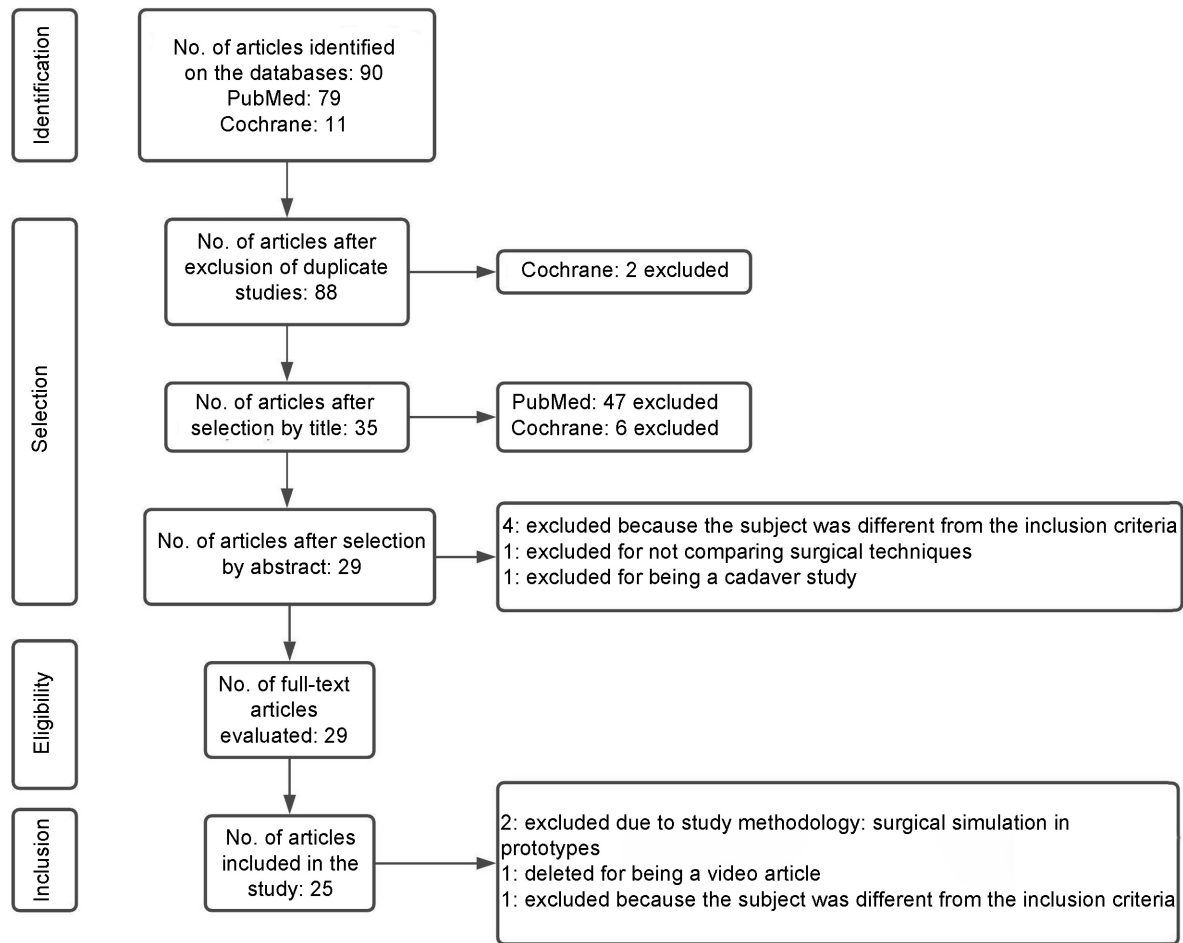 Identification
No. of articles identified
on the databases: 90
PubMed: 79
Cochrane: 11
Selection
No. of articles after
exclusion of duplicate
studies: 88
Cochrane: 2 excluded
No. of articles after
selection by title: 35
PubMed: 47 excluded
Cochrane: 6 excluded
No. of articles after selection
by abstract: 29
4: excluded because the subject was different from the inclusion criteria
1: excluded for not comparing surgical techniques
1: excluded for being a cadaver study
Eligibility
No. of full-text
articles
evaluated: 29
Inclusion
No. of articles
included in the
study: 25
2: excluded due to study methodology: surgical simulation in
prototypes
1: deleted for being a video article
1: excluded because the subject was different from the inclusion criteria